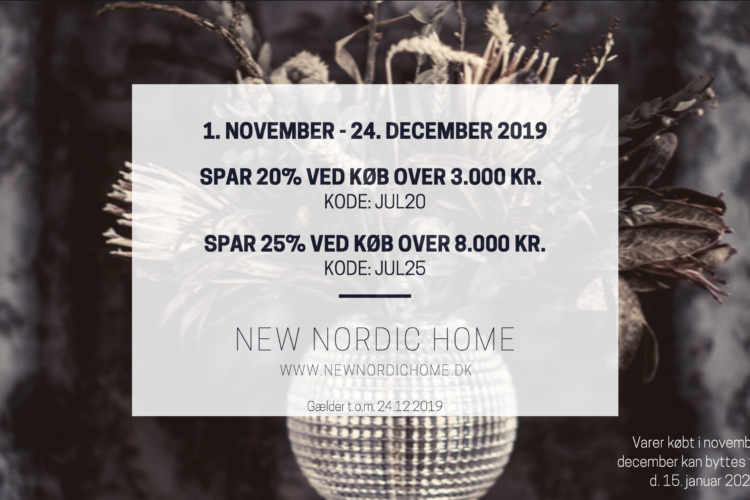 1. NOVEMBER - 24. DECEMBER 2019
SPAR 20% VED KØB OVER 3.000 KR.
KODE: JUL20
SPAR 25% VED KØB OVER 8.000 KR.
KODE: JUL25
NEW NORDIC HOME
WWW.NEWNORDICHOME.DK
Gælder t.o.m. 24.12.2019
Varer købt i novemb
december kan byttes
d. 15. januar 202